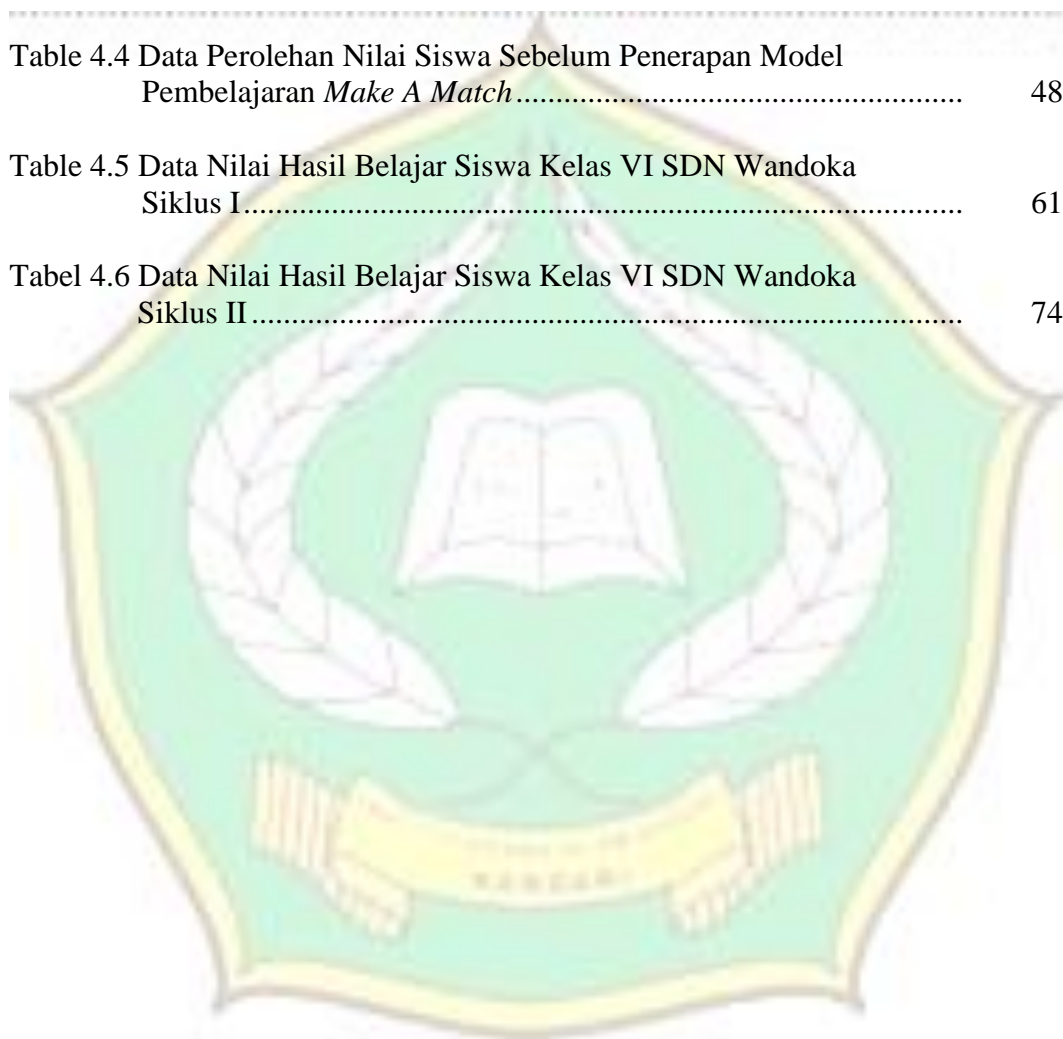 Table 4.4 Data Perolehan Nilai Siswa Sebelum Penerapan Model
Pembelajaran Make A Match........................................................ 48
Table 4.5 Data Nilai Hasil Belajar Siswa Kelas VI SDN Wandoka
Siklus I.......................................................................................... 61
Tabel 4.6 Data Nilai Hasil Belajar Siswa Kelas VI SDN Wandoka
Siklus II......................................................................................... 74
KENDARI